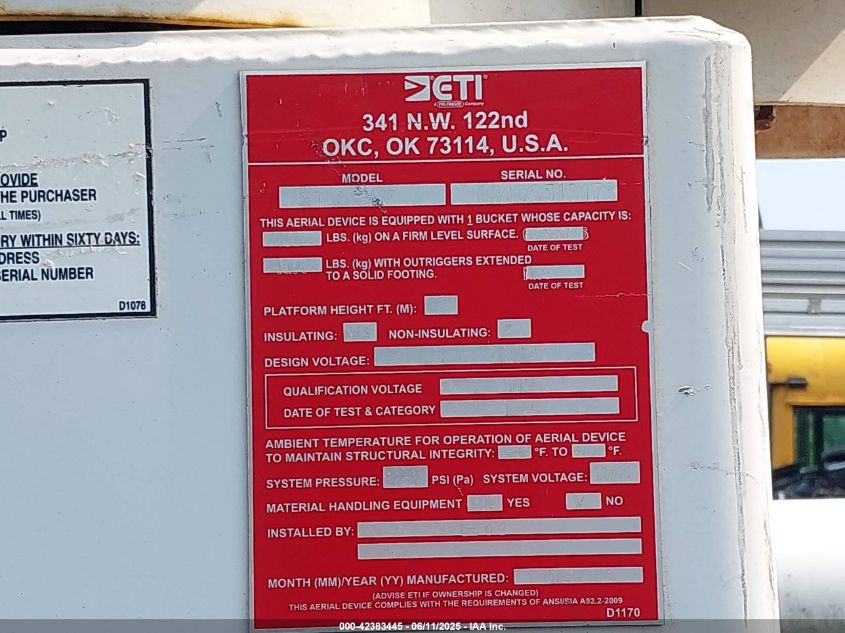 OVIDE
HE PURCHASER
L TIMES)
RY WITHIN SIXTY DAYS:
DRESS
SERIAL NUMBER
D1078
ETI
341 N.W. 122nd
OKC, OK 73114, U.S.A.
MODEL SERIAL NO.
THIS AERIAL DEVICE IS EQUIPPED WITH 1 BUCKET WHOSE CAPACITY IS:
LBS. (kg) ON A FIRM LEVEL SURFACE.
DATE OF TEST
LBS. (kg) WITH OUTRIGGERS EXTENDED
TO A SOLID FOOTING.
DATE OF TEST
PLATFORM HEIGHT FT. (M):
INSULATING: NON-INSULATING:
DESIGN VOLTAGE:
QUALIFICATION VOLTAGE
DATE OF TEST & CATEGORY
AMBIENT TEMPERATURE FOR OPERATION OF AERIAL DEVICE
TO MAINTAIN STRUCTURAL INTEGRITY: °F. TO °F.
SYSTEM PRESSURE: PSI (Pa) SYSTEM VOLTAGE:
MATERIAL HANDLING EQUIPMENT YES NO
INSTALLED BY: ETI
MONTH (MM)/YEAR (YY) MANUFACTURED:
(ADVISE ETI IF OWNERSHIP IS CHANGED)
THIS AERIAL DEVICE COMPLIES WITH THE REQUIREMENTS OF ANSI/SIA A92.2-2009
D1170
000-42383445 - 06/11/2025 - IAA Inc.